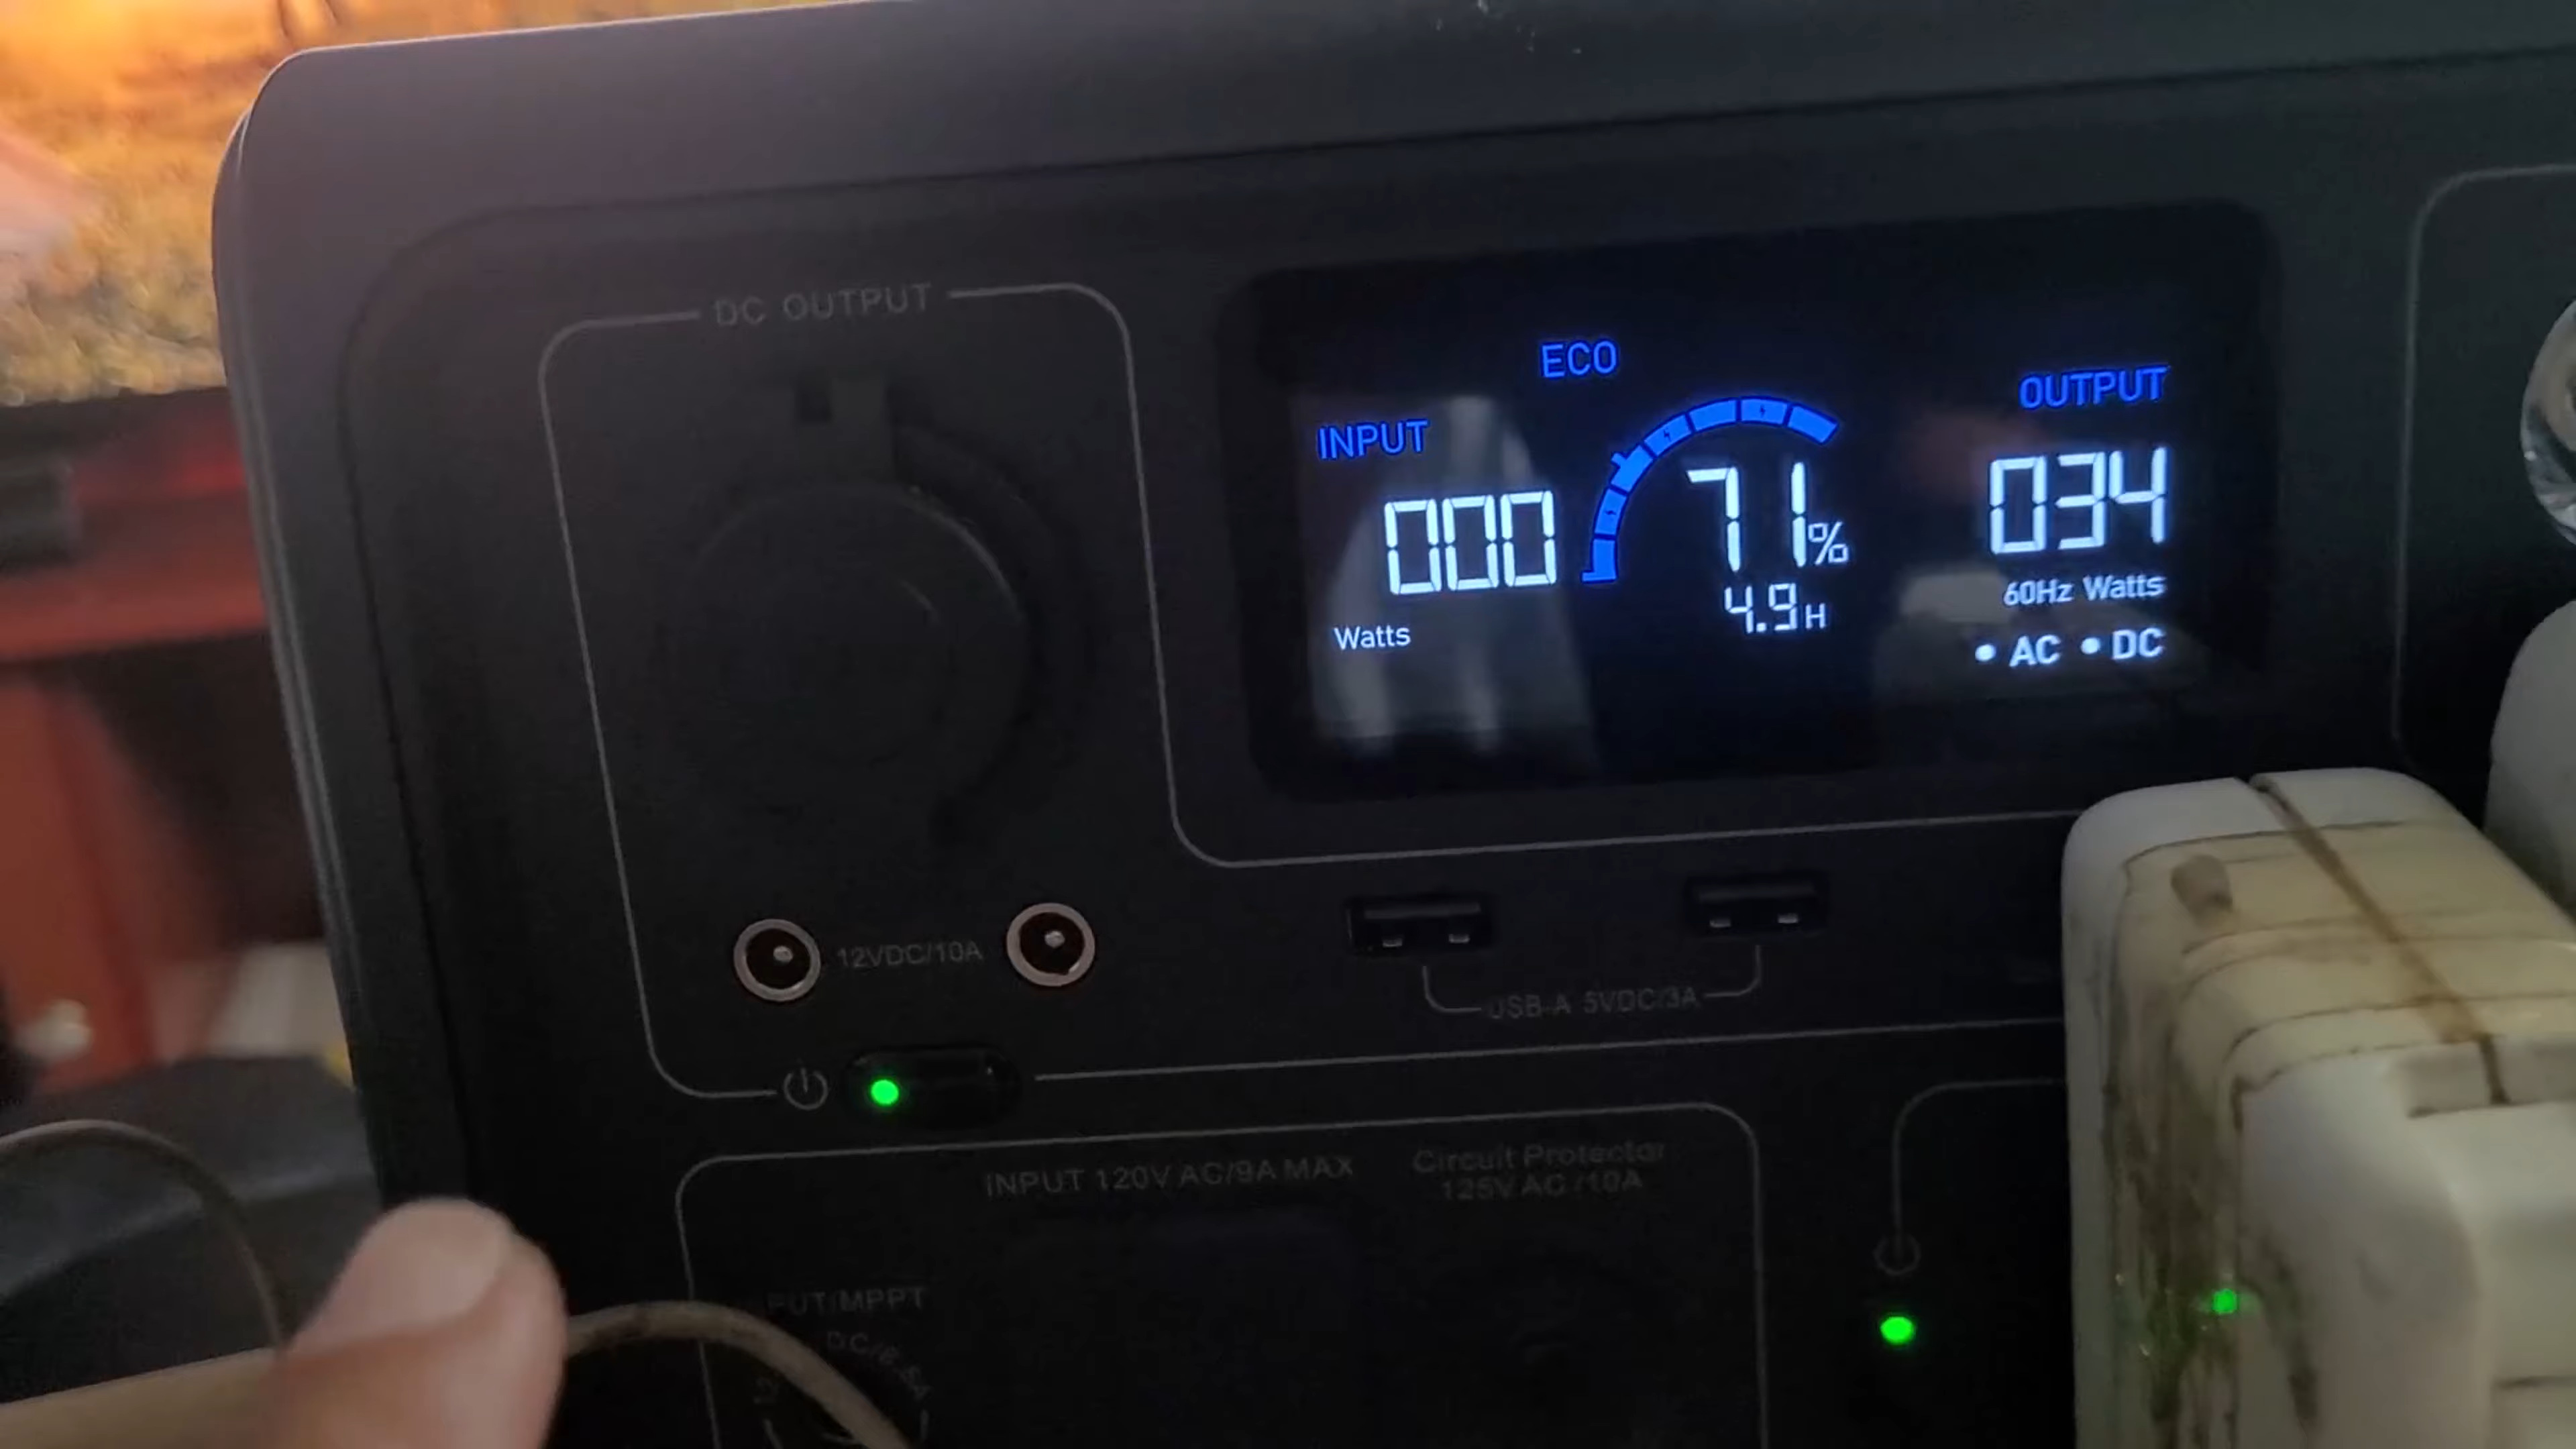 DC OUTPUT
ECO
INPUT
OUTPUT
000
71%
034
4.9H
60Hz Watts
Watts
• AC • DC
12VDC/10A
USB-A 5VDC/3A
INPUT 120V AC/9A MAX
Circuit Protector
125V AC /10A
PUT/MPPT